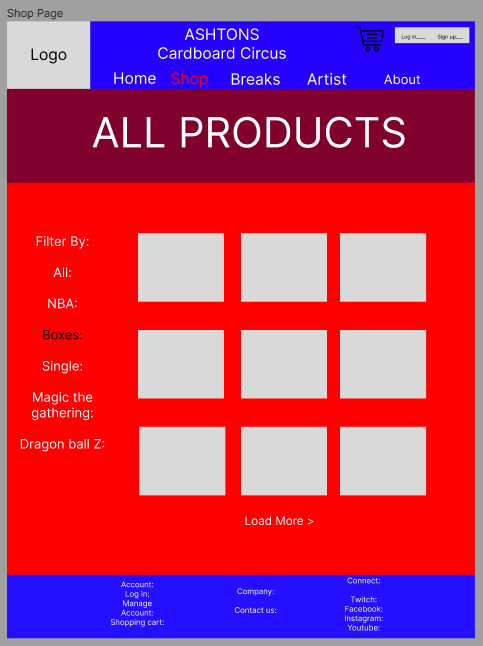 Shop Page
Logo
ASHTONS
Cardboard Circus
Log in
Sign up
Home Shop Breaks Artist About
ALL PRODUCTS
Filter By:
All:
NBA:
Boxes:
Single:
Magic the
gathering:
Dragon ball Z:
Load More >
Account:
Log in:
Manage
Account:
Shopping cart:
Company:
Contact us:
Connect:
Twitch:
Facebook:
Instagram:
Youtube: